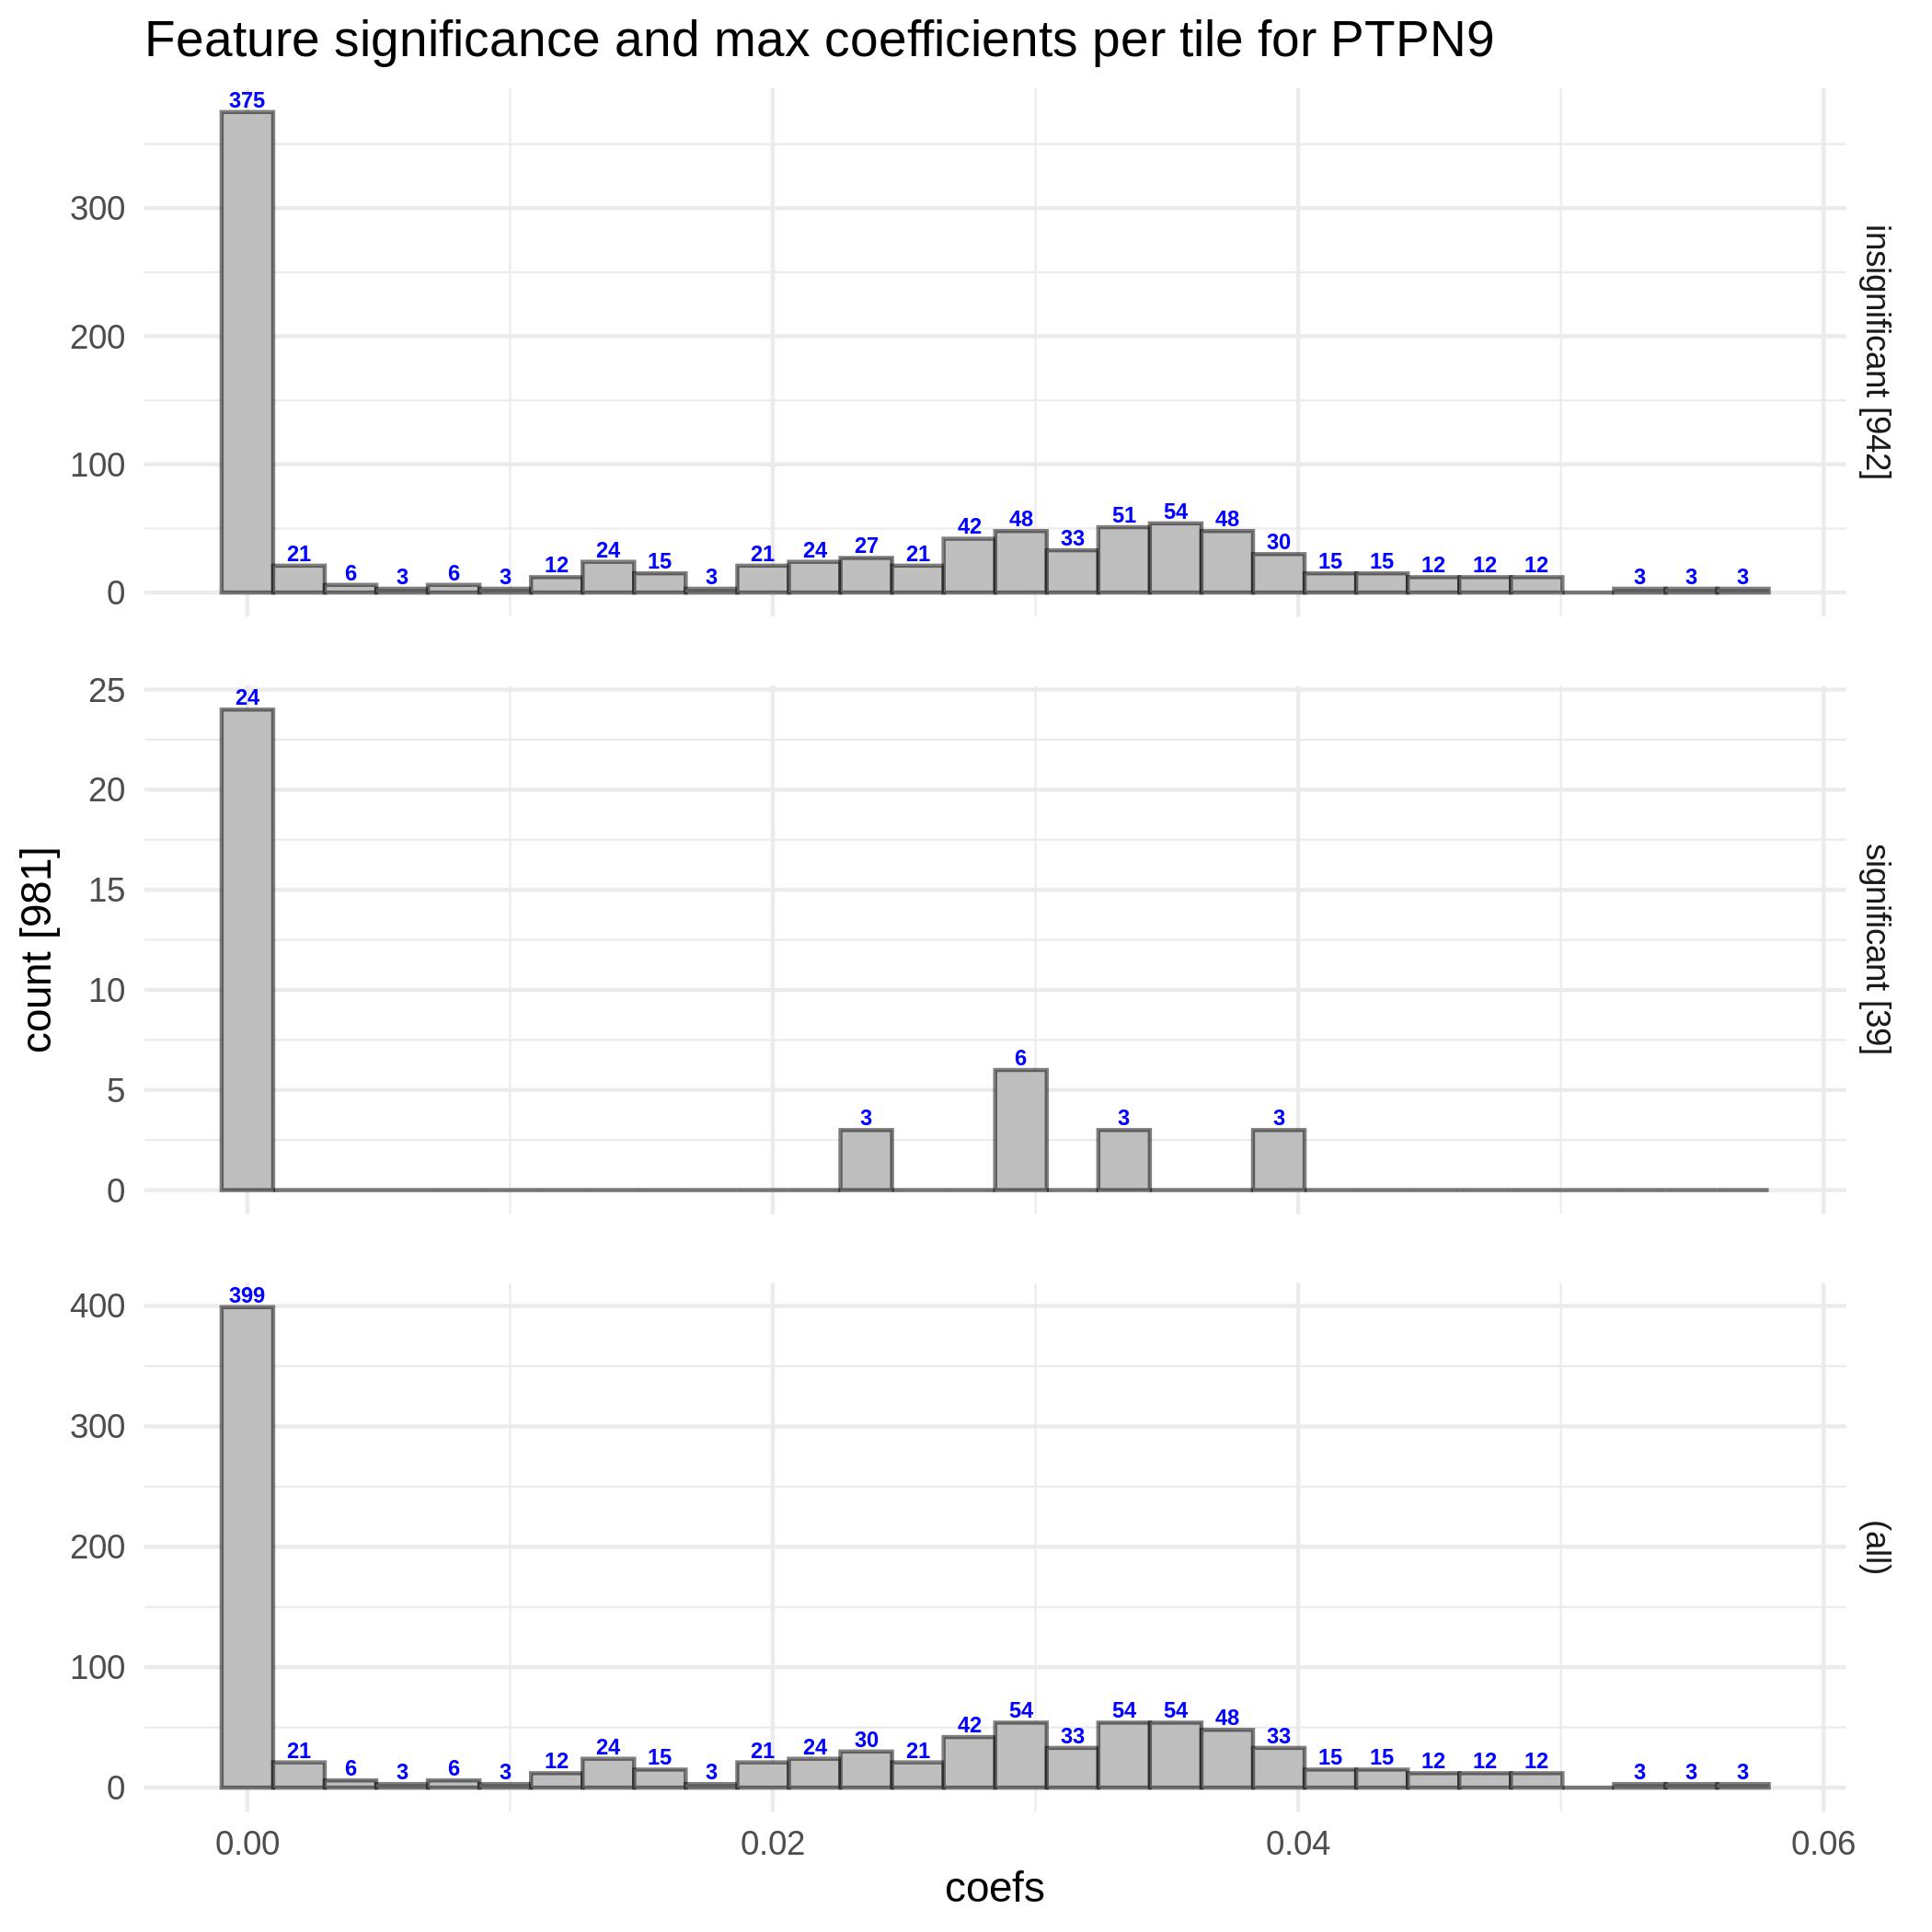 Feature significance and max coefficients per tile for PTPN9
375
21 6 3 6 3 12 24 15 3 21 24 27 21 42 48 33 51 54 48 30 15 15 12 12 12 3 3 3
300
200
100
0
insignificant [942]
25
24
20
15
10
5
0
3 6 3 3
significant [39]
count [981]
400
399
300
200
100
0
21 6 3 6 3 12 24 15 3 21 24 30 21 42 54 33 54 54 48 33 15 15 12 12 12 3 3 3
(all)
0.00 0.02 0.04 0.06
coefs